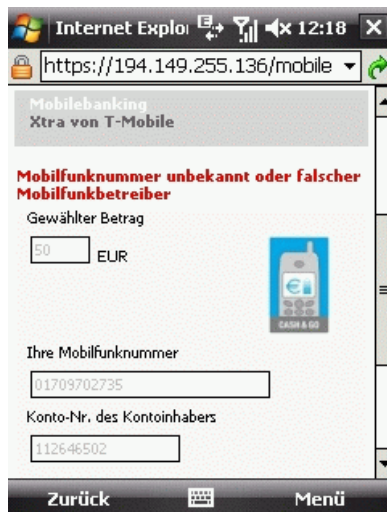 Internet Explo 12:18
https://194.149.255.136/mobile
Mobilebanking
Xtra von T-Mobile
Mobilfunknummer unbekannt oder falscher
Mobilfunkbetreiber
Gewählter Betrag
50 EUR
CASH & GO
Ihre Mobilfunknummer
01709702735
Konto-Nr. des Kontoinhabers
112646502
Zurück Menü